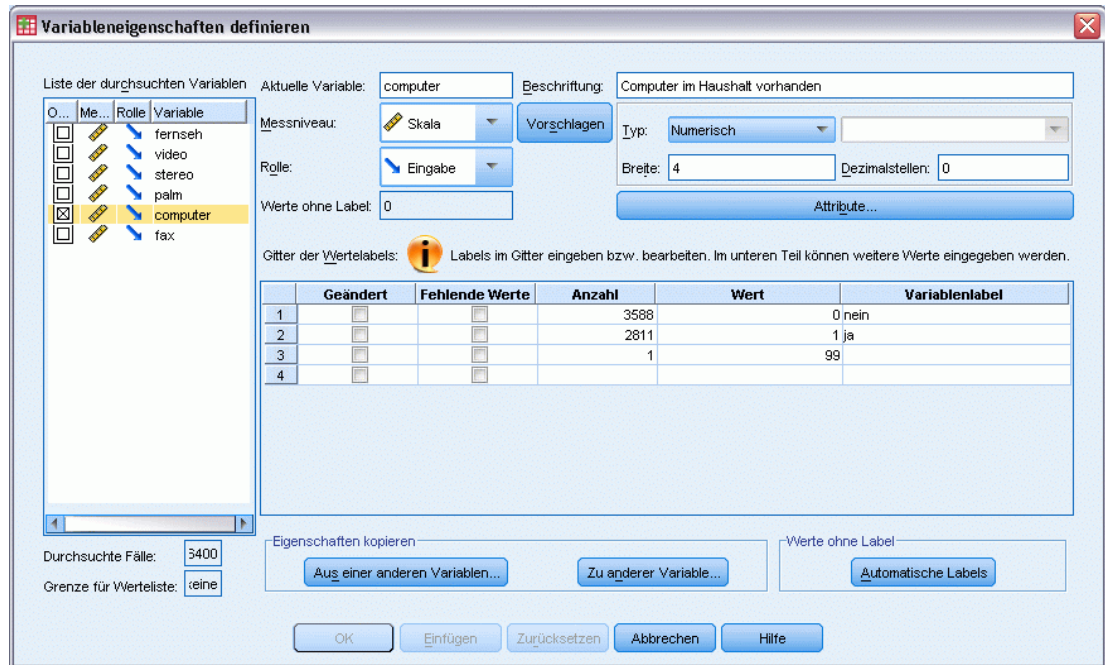 Variableneigenschaften definieren
Liste der durchsuchten Variablen
O... Me... Rolle Variable
fernseh
video
stereo
palm
computer
fax
Durchsuchte Fälle: 6400
Grenze für Werteliste: keine
Aktuelle Variable: computer Beschriftung: Computer im Haushalt vorhanden
Messniveau: Skala Vorschlagen Typ: Numerisch
Rolle: Eingabe Breite: 4 Dezimalstellen: 0
Werte ohne Label: 0 Attribute...
Gitter der Wertelabels: Labels im Gitter eingeben bzw. bearbeiten. Im unteren Teil können weitere Werte eingegeben werden.
Geändert Fehlende Werte Anzahl Wert Variablenlabel
1 3588 0 nein
2 2811 1 ja
3 1 99
4
Eigenschaften kopieren Werte ohne Label
Aus einer anderen Variablen... Zu anderer Variable... Automatische Labels
OK Einfügen Zurücksetzen Abbrechen Hilfe